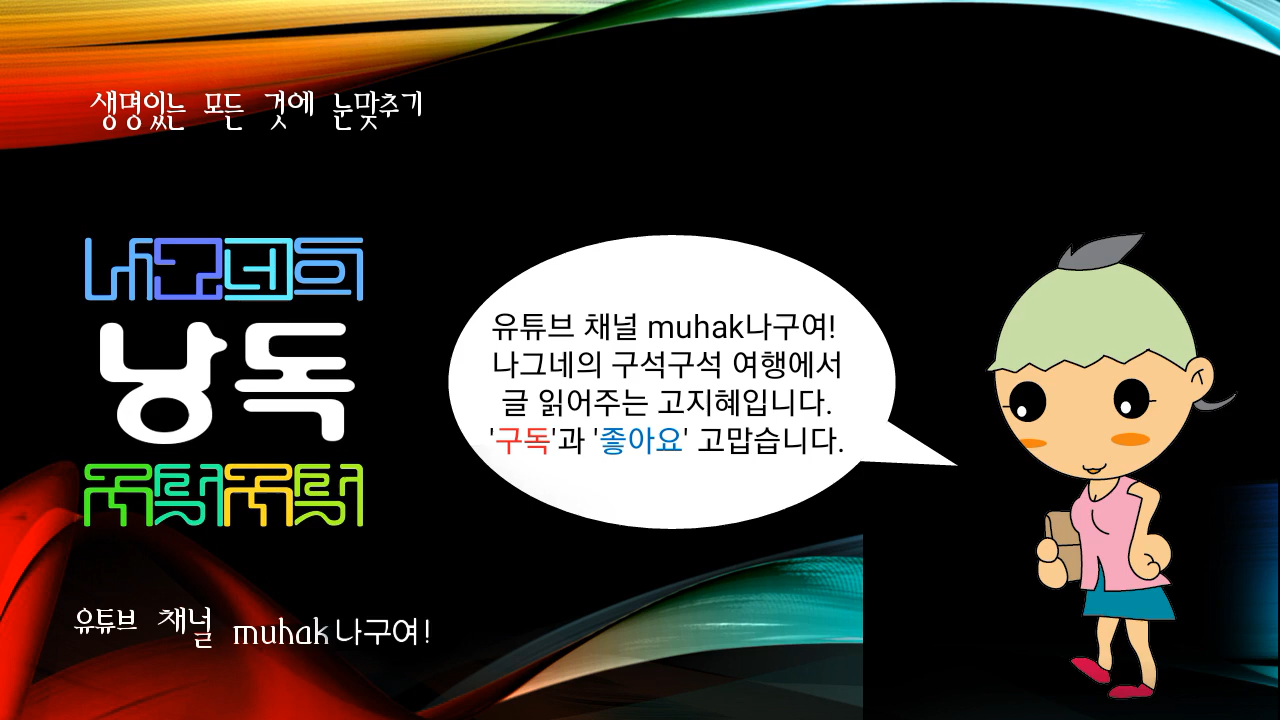 생명있는 모든 것에 눈맞추기
나그네의
낭독
구석구석
유튜브 채널 muhak나구여!
나그네의 구석구석 여행에서
글 읽어주는 고지혜입니다.
'구독'과 '좋아요' 고맙습니다.
유튜브 채널 muhak나구여!